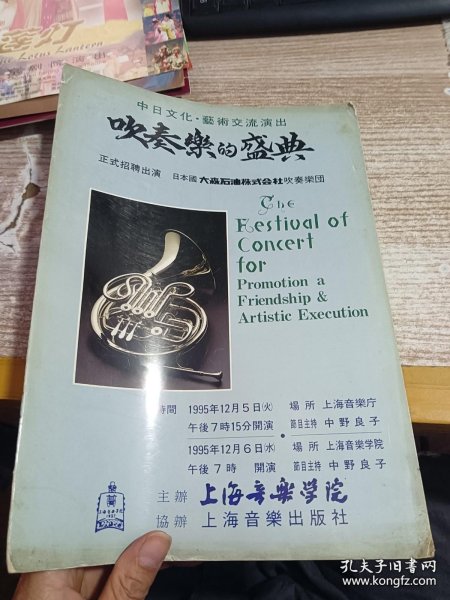 中日文化・藝術交流演出
吹奏樂的盛典
正式招聘出演 日本國 大森石油株式会社吹奏樂团
The
Festival of
Concert
for
Promotion a
Friendship &
Artistic Execution
時間 1995年12月5日(火) 場所 上海音樂庁
午後7時15分開演 節目主持 中野良子
1995年12月6日(水) 場所 上海音樂学院
午後7時 開演 節目主持 中野良子
主辦 上海音樂学院
協辦 上海音樂出版社
1927
孔夫子旧書网
www.kongfz.com